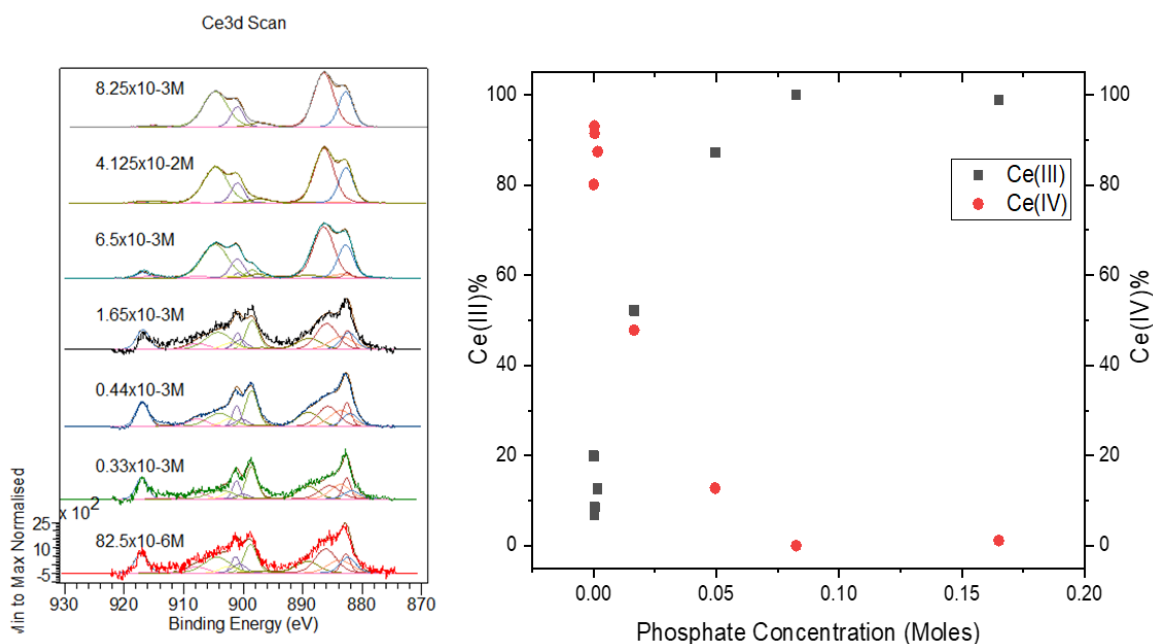 Ce3d Scan
8.25x10-3M
4.125x10-2M
6.5x10-3M
1.65x10-3M
0.44x10-3M
0.33x10-3M
82.5x10-6M
Min to Max Normalised
x 10
2
25
10
-5
930 920 910 900 890 880 870
Binding Energy (eV)
Ce(III)%
100
80
60
40
20
0
Ce(III)
Ce(IV)
100
80
60
40
20
0
Ce(IV)%
0.00 0.05 0.10 0.15 0.20
Phosphate Concentration (Moles)